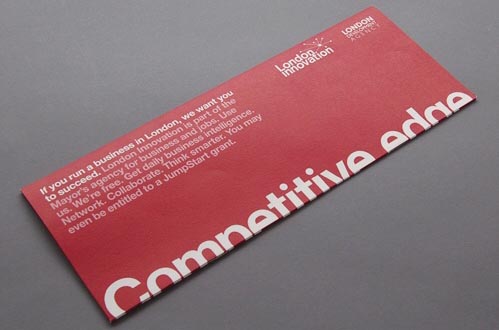 London
Innovation
LONDON
DEVELOPMENT
AGENCY
If you run a business in London, we want you
to succeed. London Innovation is part of the
Mayor's agency for business and jobs. Use
us. We're free. Get daily business intelligence.
Network. Collaborate. Think smarter. You may
even be entitled to a JumpStart grant.
Competitive edge